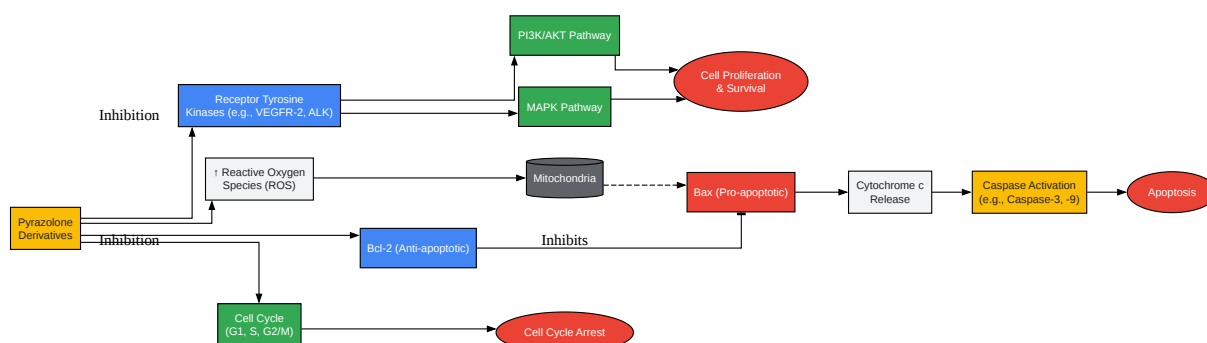 PI3K/AKT Pathway
Cell Proliferation
& Survival
Receptor Tyrosine
Kinases (e.g., VEGFR-2, ALK)
MAPK Pathway
Inhibition
↑ Reactive Oxygen
Species (ROS)
Mitochondria
Bax (Pro-apoptotic)
Cytochrome c
Release
Caspase Activation
(e.g., Caspase-3, -9)
Apoptosis
Pyrazolone
Derivatives
Inhibition
Bcl-2 (Anti-apoptotic)
Inhibits
Cell Cycle
(G1, S, G2/M)
Cell Cycle Arrest